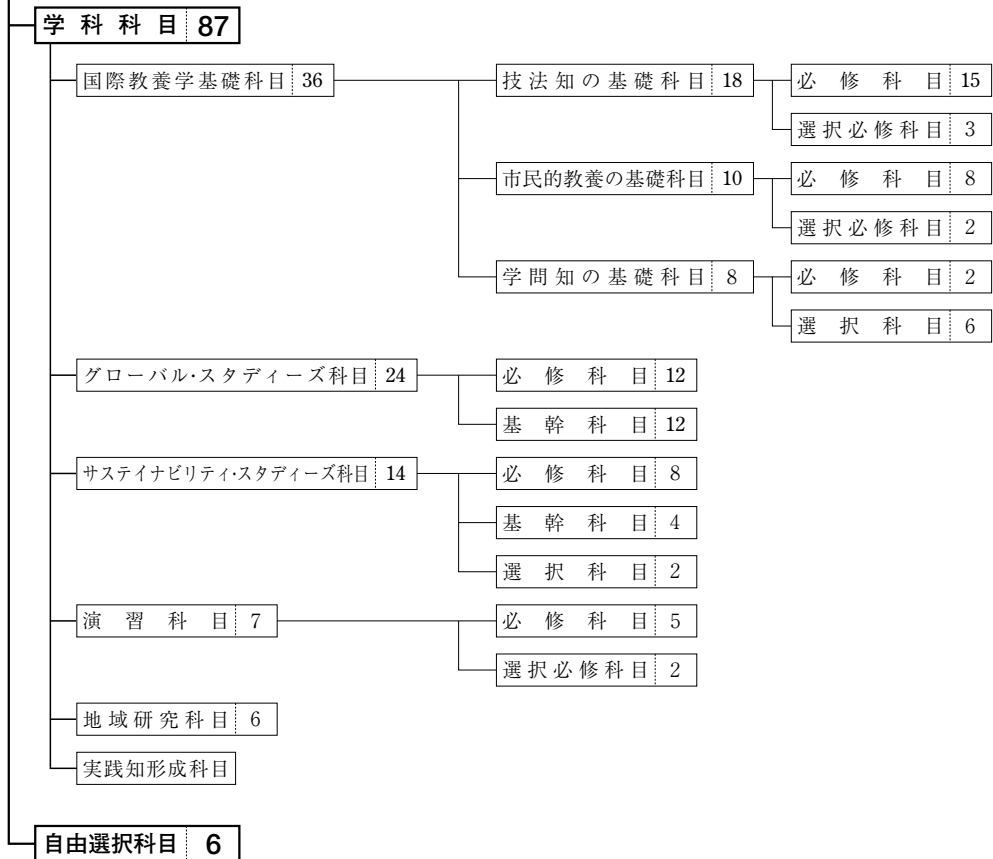 学科科目 87
国際教養学基礎科目 36 技法知の基礎科目 18 必修科目 15
選択必修科目 3
市民的教養の基礎科目 10 必修科目 8
選択必修科目 2
学問知の基礎科目 8 必修科目 2
選択科目 6
グローバル・スタディーズ科目 24 必修科目 12
基幹科目 12
サステイナビリティ・スタディーズ科目 14 必修科目 8
基幹科目 4
選択科目 2
演習科目 7 必修科目 5
選択必修科目 2
地域研究科目 6
実践知形成科目
自由選択科目 6